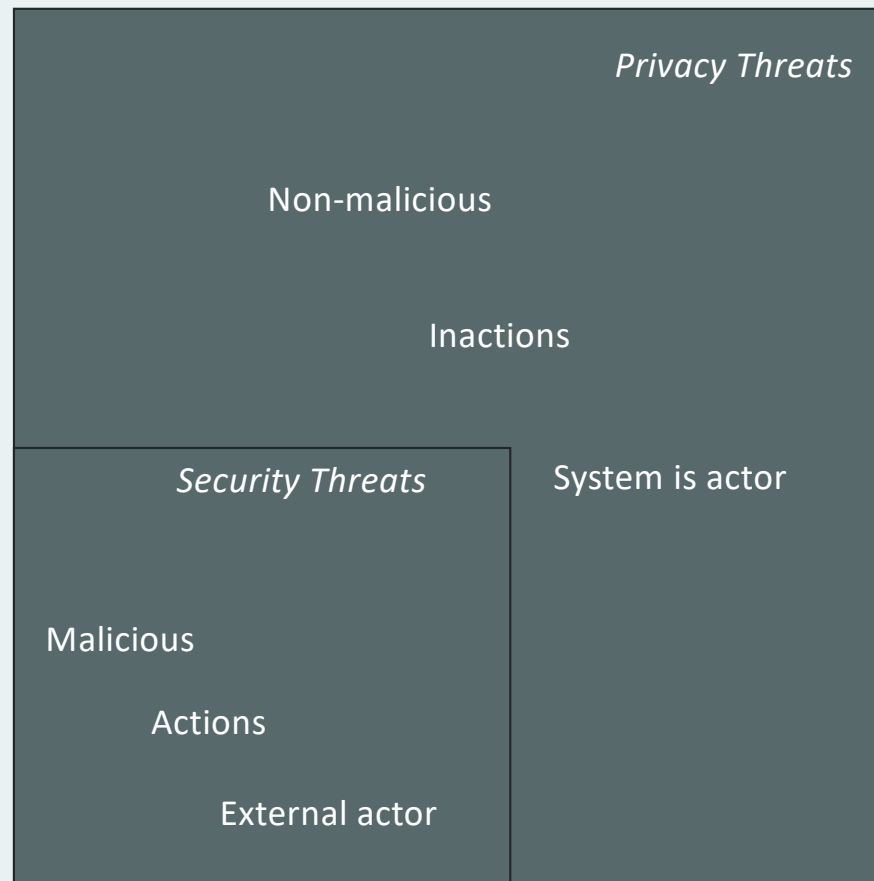 Privacy Threats
Non-malicious
Inactions
Security Threats
System is actor
Malicious
Actions
External actor